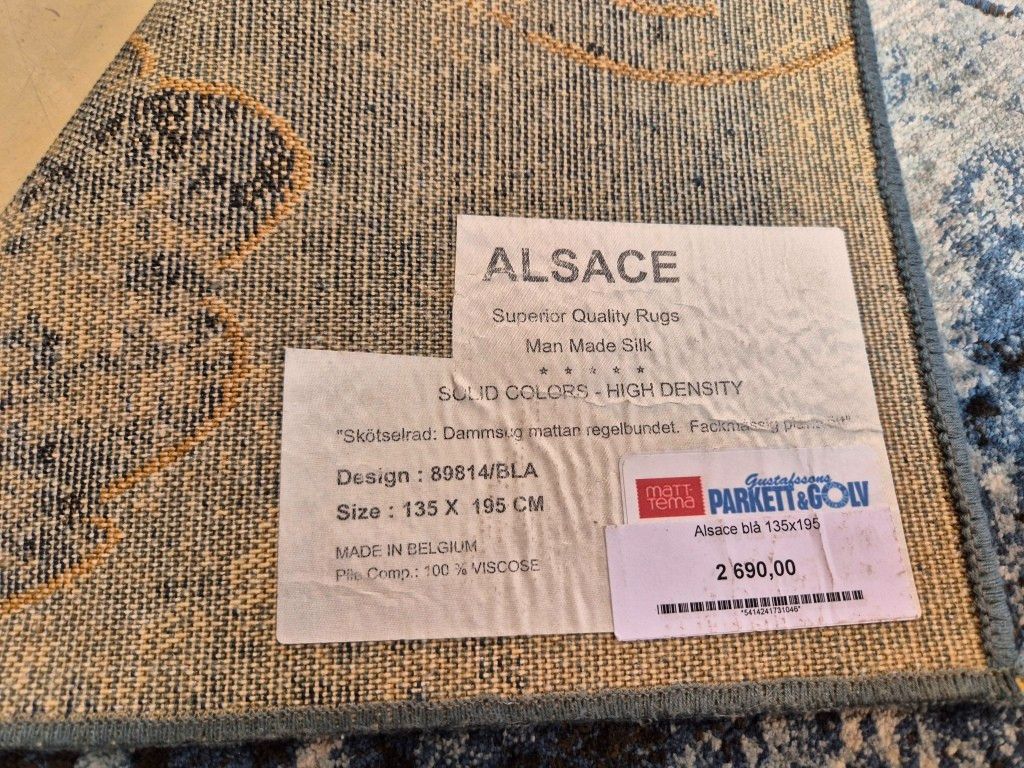 ALSACE
Superior Quality Rugs
Man Made Silk
* * * * *
SOLID COLORS - HIGH DENSITY
"Skötselrad: Dammsug mattan regelbundet. Fackmässig
Design : 89814/BLA
Size : 135 X 195 CM
MADE IN BELGIUM
Pile Comp.: 100 % VISCOSE
MATT-
TEMA
Gustafssons
PARKETT&GOLV
Alsace blå 135x195
2 690,00
*5414241731046*